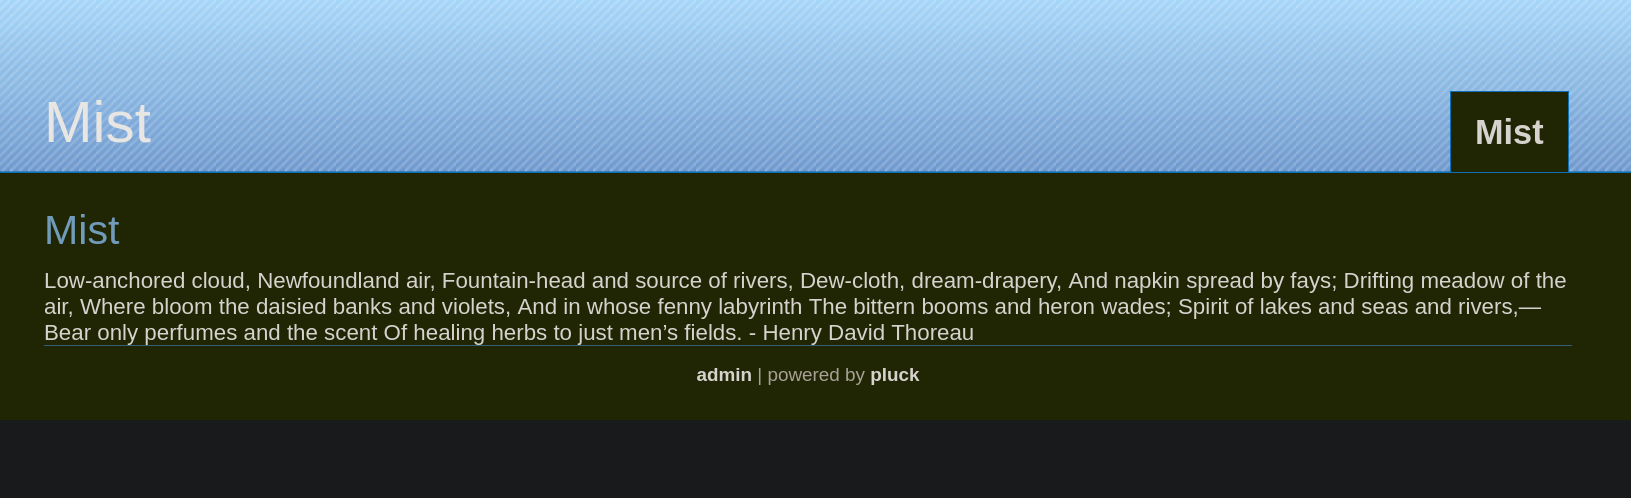 Mist
Mist
Mist
Low-anchored cloud, Newfoundland air, Fountain-head and source of rivers, Dew-cloth, dream-drapery, And napkin spread by fays; Drifting meadow of the
air, Where bloom the daisied banks and violets, And in whose fenny labyrinth The bittern booms and heron wades; Spirit of lakes and seas and rivers,—
Bear only perfumes and the scent Of healing herbs to just men’s fields. - Henry David Thoreau
admin | powered by pluck